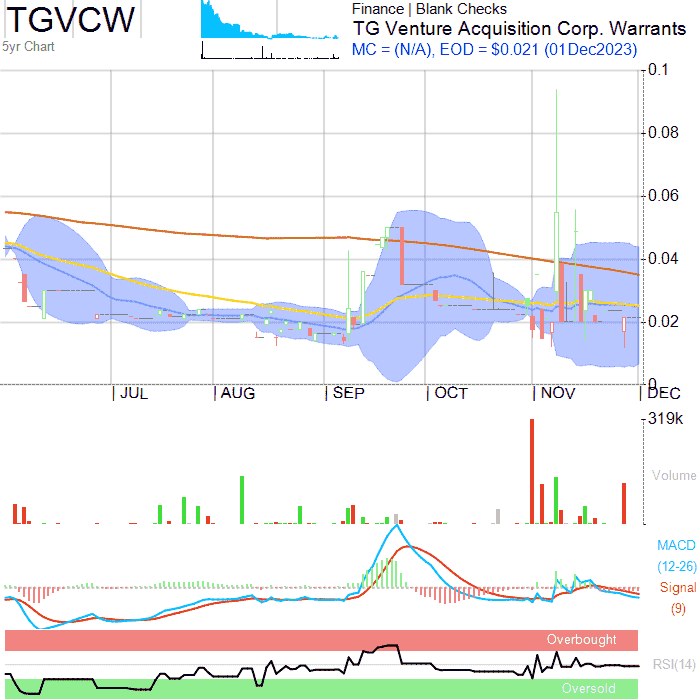 TGVCW
5yr Chart
Finance | Blank Checks
TG Venture Acquisition Corp. Warrants
MC = (N/A), EOD = $0.021 (01Dec2023)
0.1
0.08
0.06
0.04
0.02
0
JUL AUG SEP OCT NOV DEC
319k
Volume
MACD
(12-26)
Signal
(9)
Overbought
RSI(14)
Oversold